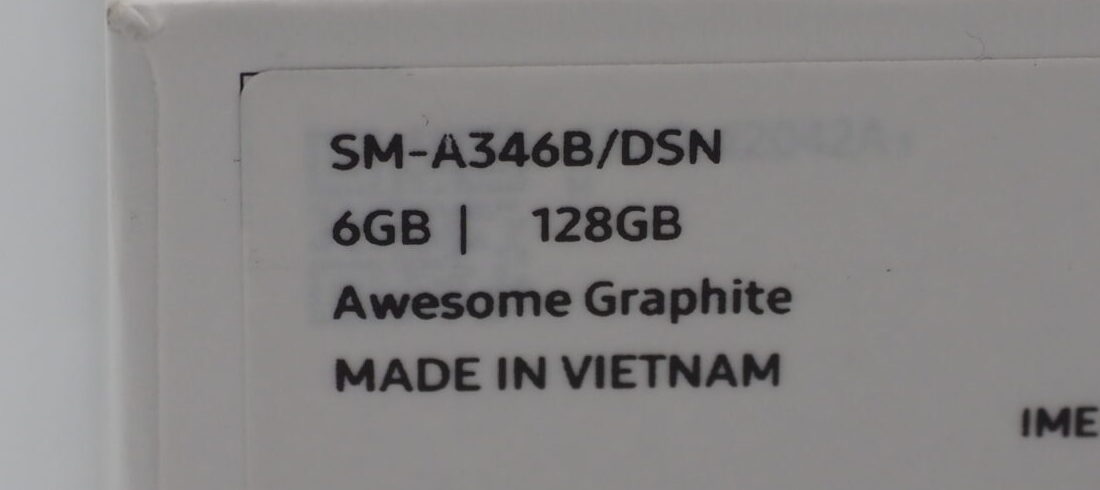 SM-A346B/DSN
6GB | 128GB
Awesome Graphite
MADE IN VIETNAM
IME